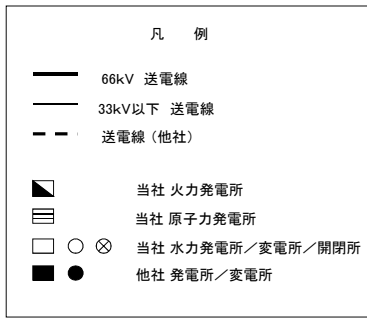 凡　例
66kV 送電線
33kV以下 送電線
送電線（他社）
当社 火力発電所
当社 原子力発電所
当社 水力発電所／変電所／開閉所
他社 発電所／変電所